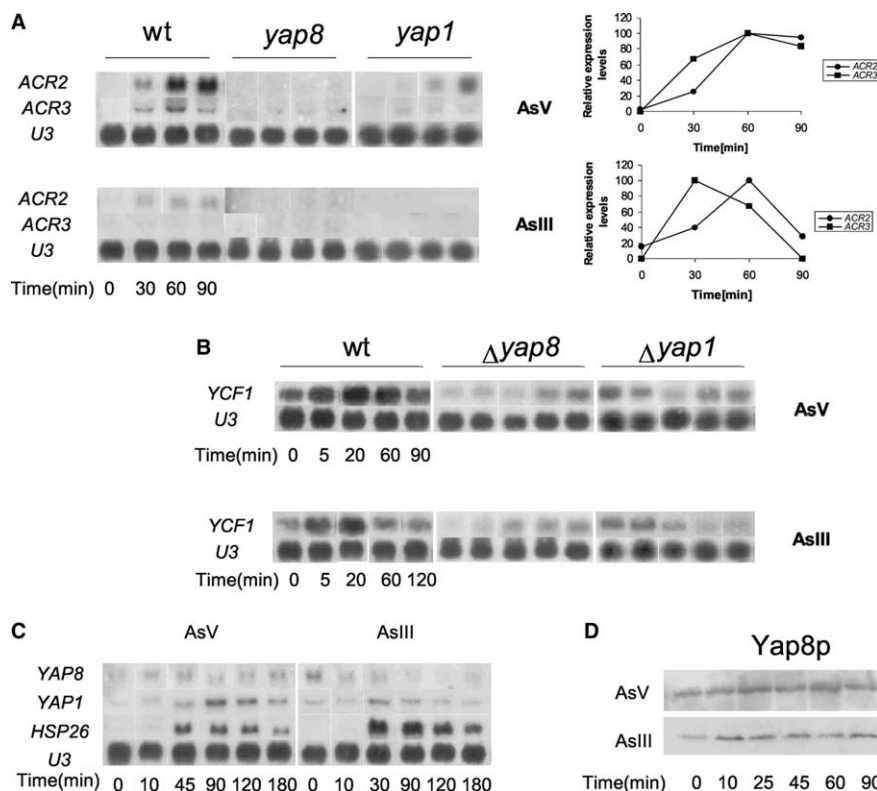 A
wt yap8 yap1
ACR2
ACR3
U3
ACR2
ACR3
U3
Time(min) 0 30 60 90
AsV
Relative expression levels
120
100
80
60
40
20
0
0 30 60 90
Time[min]
ACR2
ACR3
AsIII
Relative expression levels
120
100
80
60
40
20
0
0 30 60 90
Time[min]
ACR2
ACR3
B
wt Δyap8 Δyap1
YCF1
U3
AsV
Time(min) 0 5 20 60 90
YCF1
U3
AsIII
Time(min) 0 5 20 60 120
C
AsV AsIII
YAP8
YAP1
HSP26
U3
Time(min) 0 10 45 90 120 180 0 10 30 90 120 180
D
Yap8p
AsV
AsIII
Time(min) 0 10 25 45 60 90